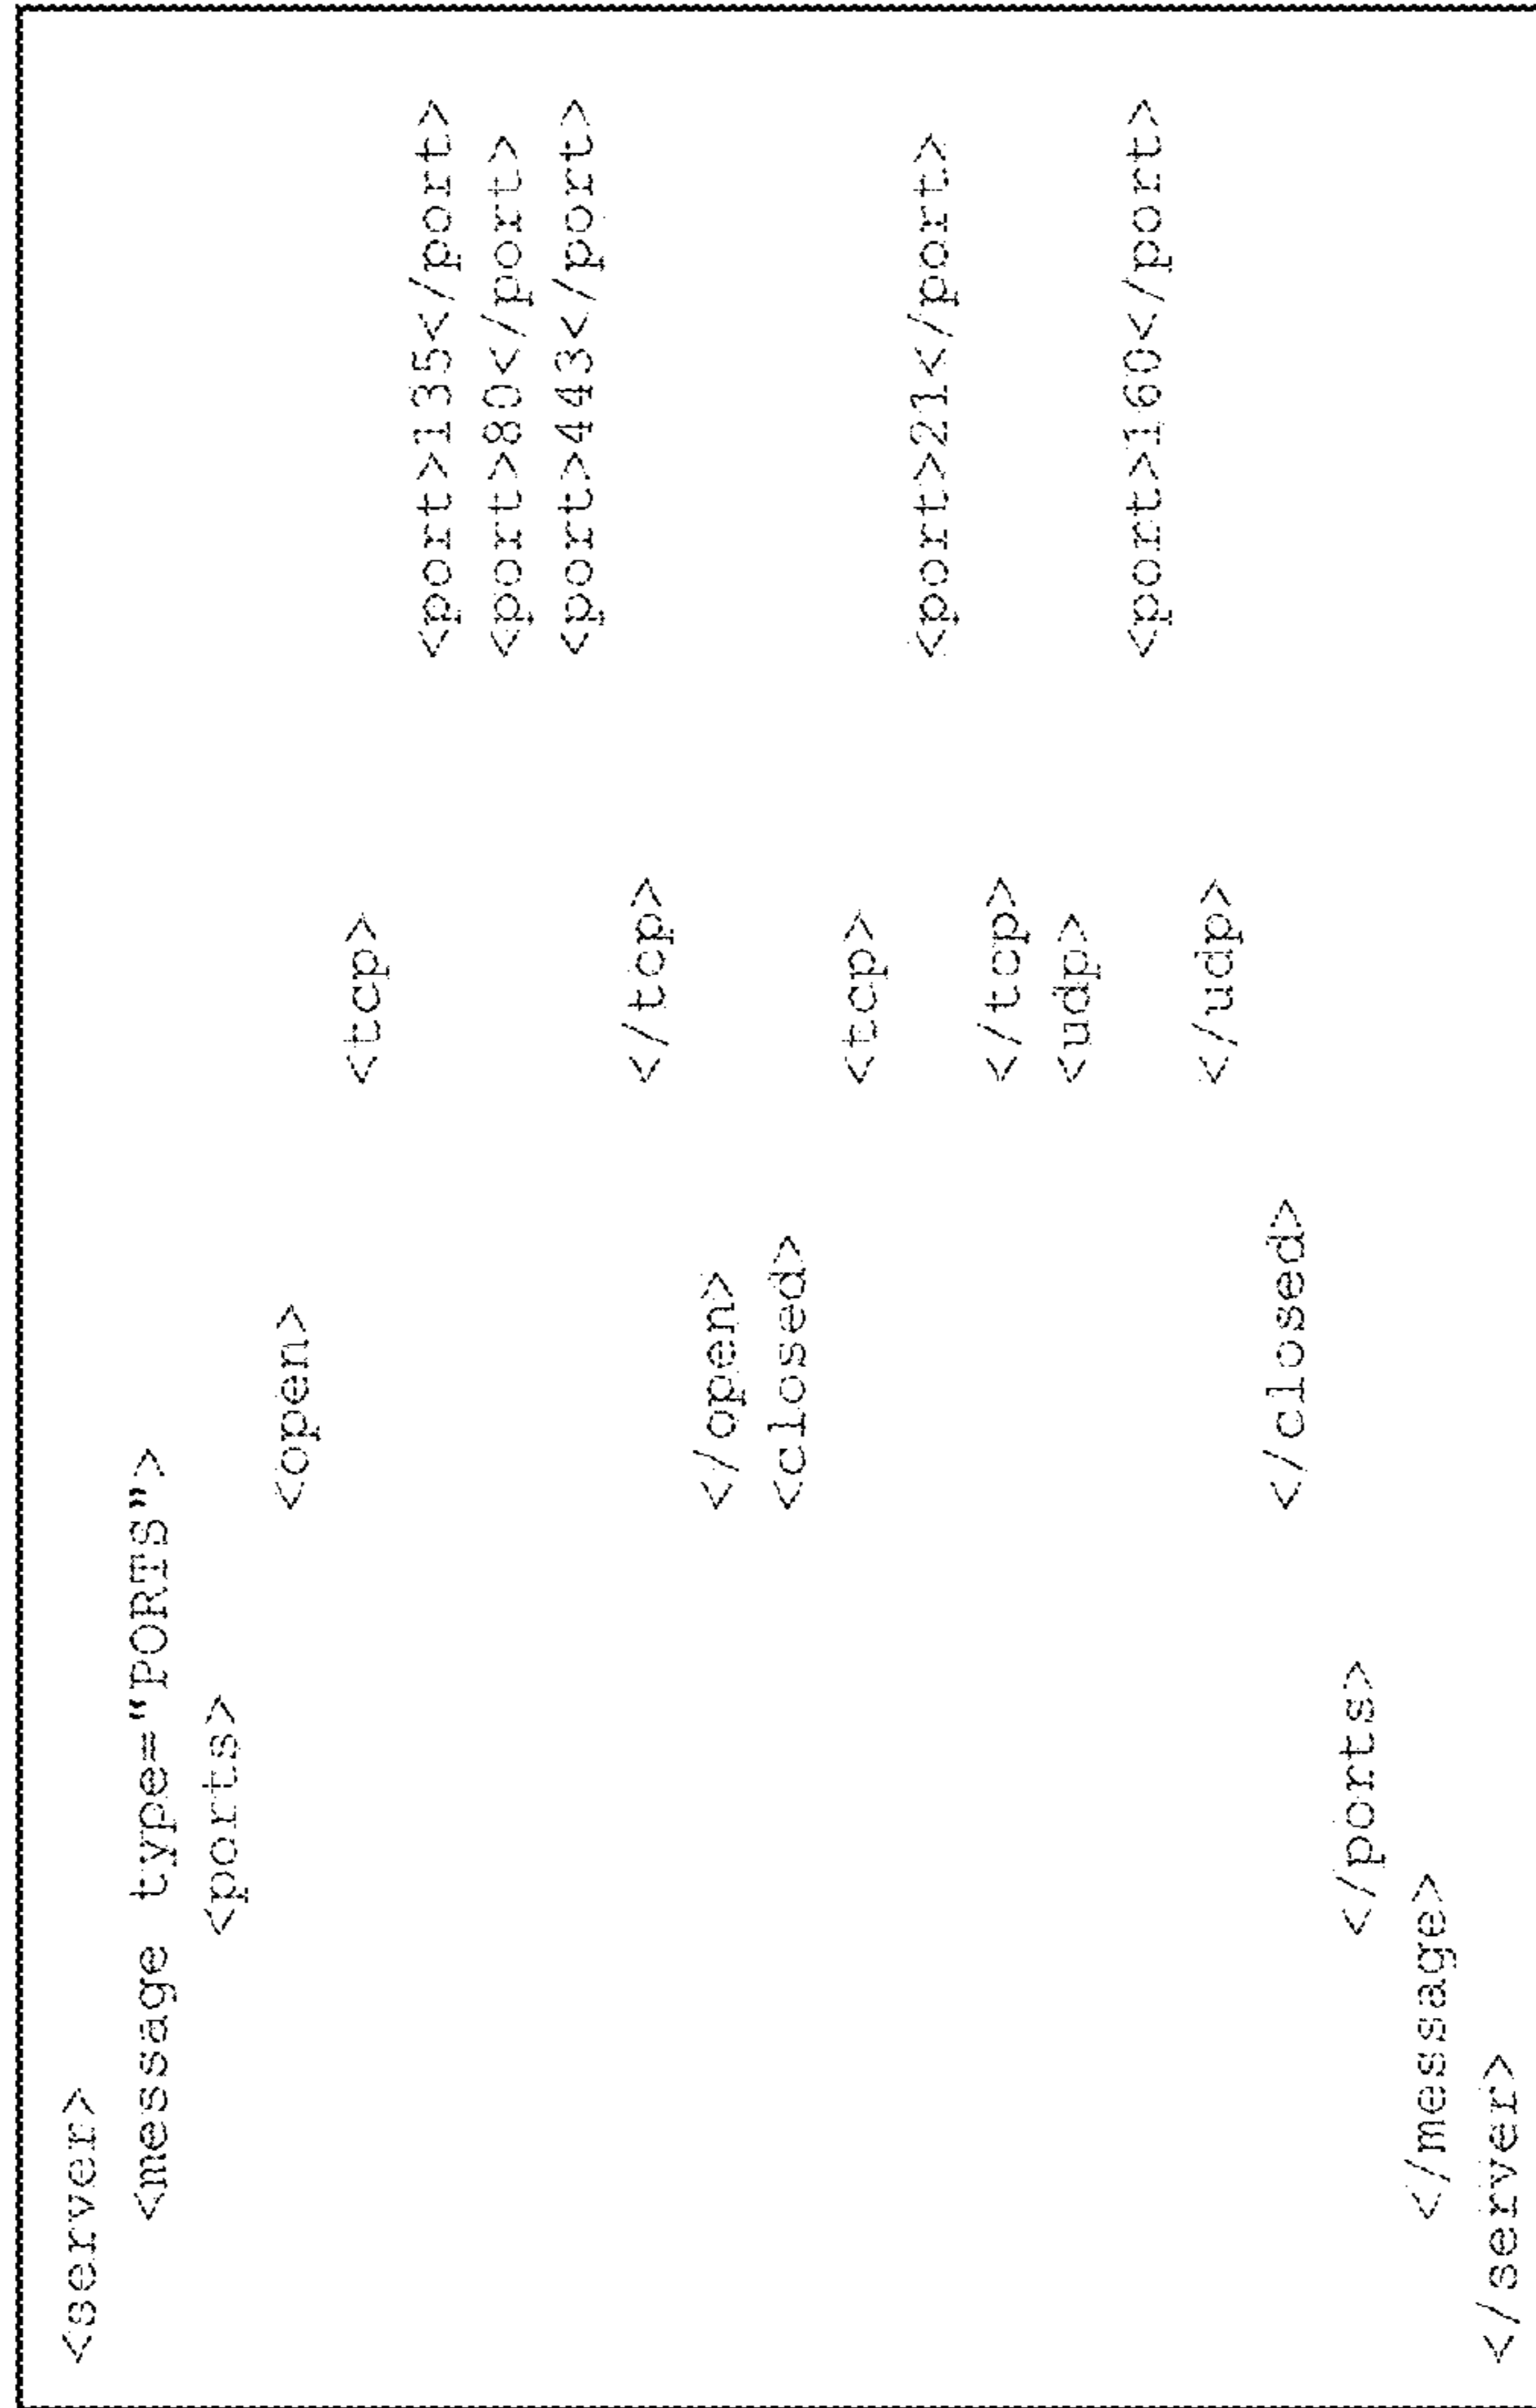 <server>
<message type="PORTS">
<ports>
<open>
<tcp>
<port>135</port>
<port>80</port>
<port>443</port>
</tcp>
</open>
<closed>
<tcp>
<port>21</port>
</tcp>
<udp>
<port>160</port>
</udp>
</closed>
</ports>
</message>
</server>